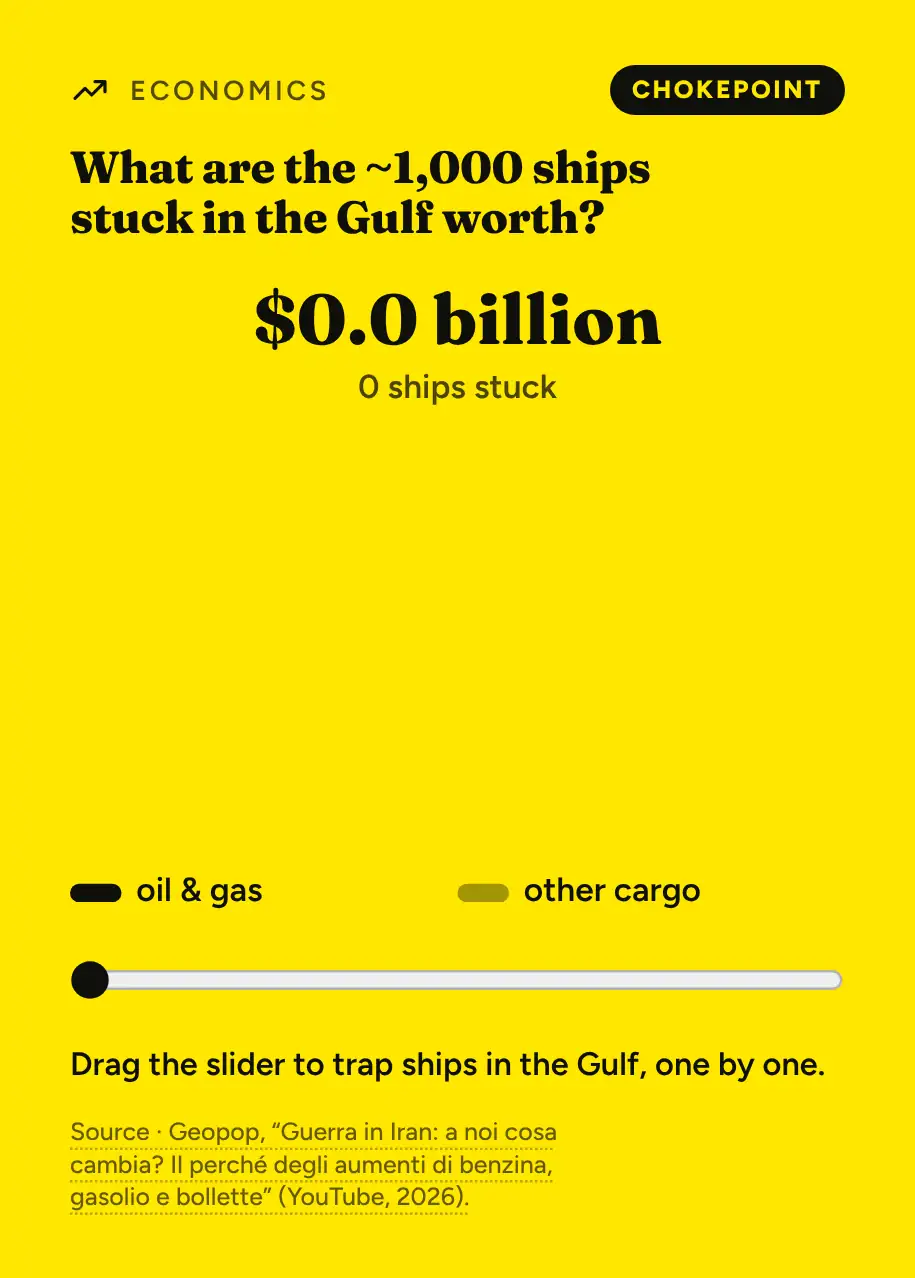 ECONOMICS
CHOKEPOINT
What are the ~1,000 ships
stuck in the Gulf worth?
$0.0 billion
0 ships stuck
oil & gas
other cargo
Drag the slider to trap ships in the Gulf, one by one.
Source · Geopop, “Guerra in Iran: a noi cosa
cambia? Il perché degli aumenti di benzina,
gasolio e bollette” (YouTube, 2026).